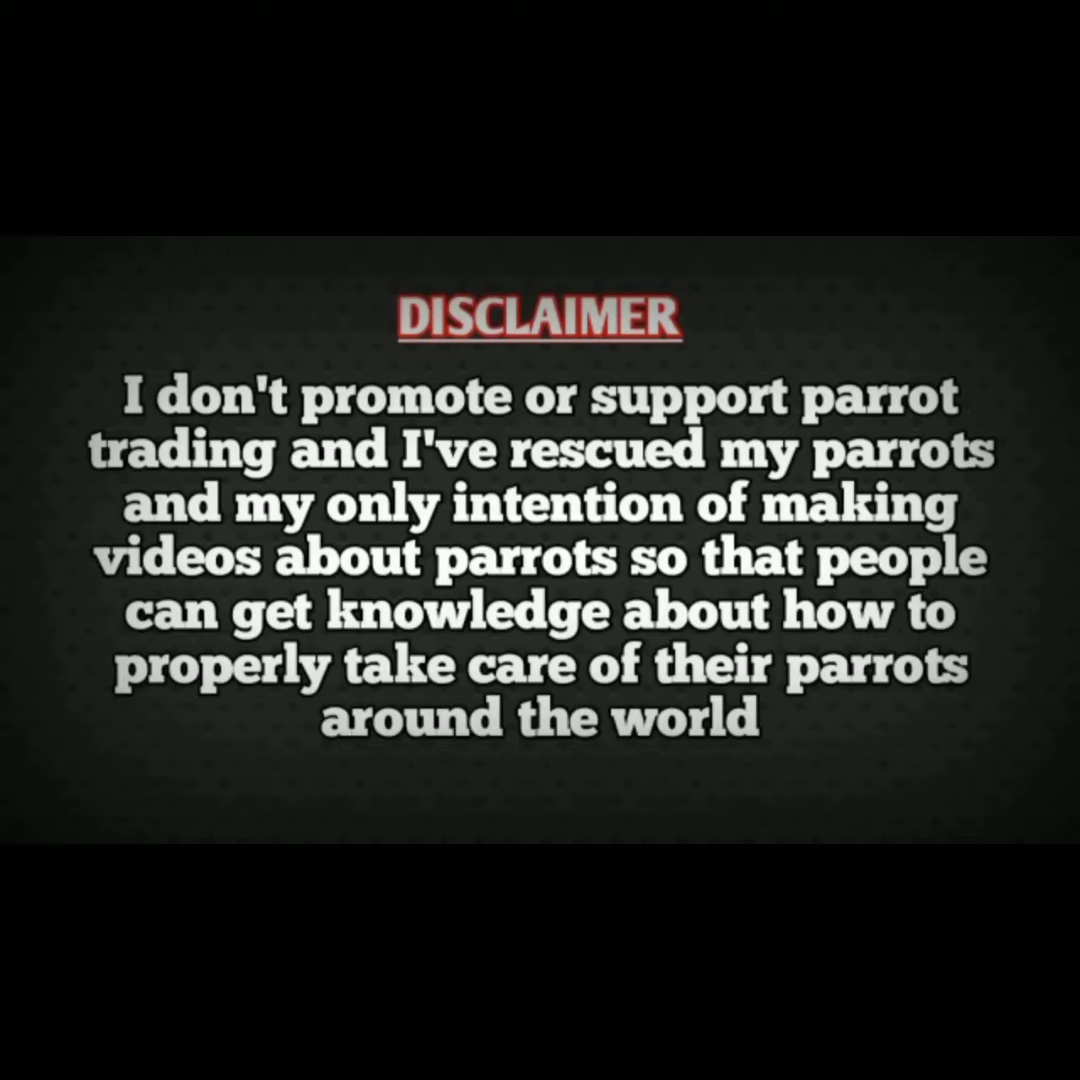 DISCLAIMER
I don't promote or support parrot
trading and I've rescued my parrots
and my only intention of making
videos about parrots so that people
can get knowledge about how to
properly take care of their parrots
around the world